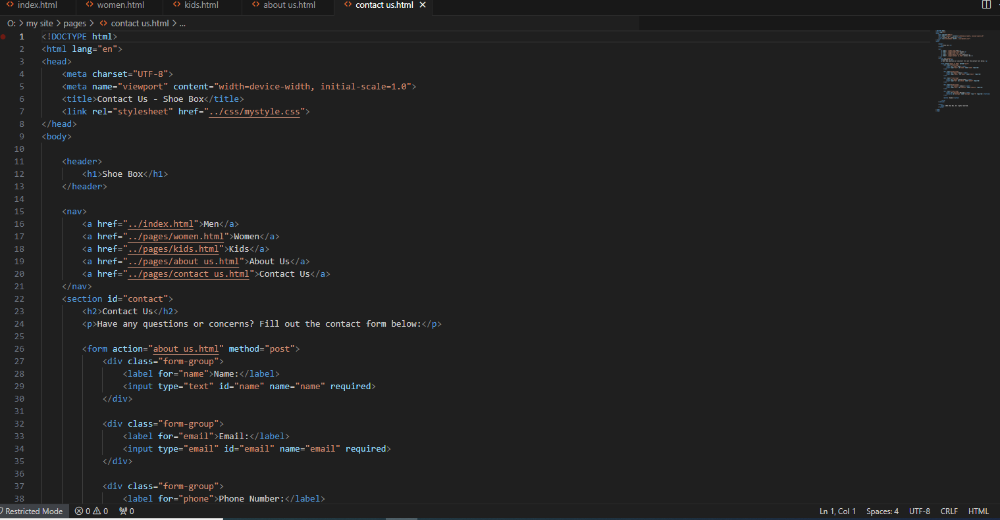 index.html women.html kids.html about us.html contact us.html
O: > my site > pages > contact us.html > ...
1 <!DOCTYPE html>
2 <html lang="en">
3 <head>
4 <meta charset="UTF-8">
5 <meta name="viewport" content="width=device-width, initial-scale=1.0">
6 <title>Contact Us - Shoe Box</title>
7 <link rel="stylesheet" href="../css/mystyle.css">
8 </head>
9 <body>
10
11 <header>
12 <h1>Shoe Box</h1>
13 </header>
14
15 <nav>
16 <a href="../index.html">Men</a>
17 <a href="../pages/women.html">Women</a>
18 <a href="../pages/kids.html">Kids</a>
19 <a href="../pages/about us.html">About Us</a>
20 <a href="../pages/contact us.html">Contact Us</a>
21 </nav>
22 <section id="contact">
23 <h2>Contact Us</h2>
24 <p>Have any questions or concerns? Fill out the contact form below:</p>
25
26 <form action="about us.html" method="post">
27 <div class="form-group">
28 <label for="name">Name:</label>
29 <input type="text" id="name" name="name" required>
30 </div>
31
32 <div class="form-group">
33 <label for="email">Email:</label>
34 <input type="email" id="email" name="email" required>
35 </div>
36
37 <div class="form-group">
38 <label for="phone">Phone Number:</label>
Restricted Mode 0 0 0 Ln 1, Col 1 Spaces: 4 UTF-8 CRLF HTML